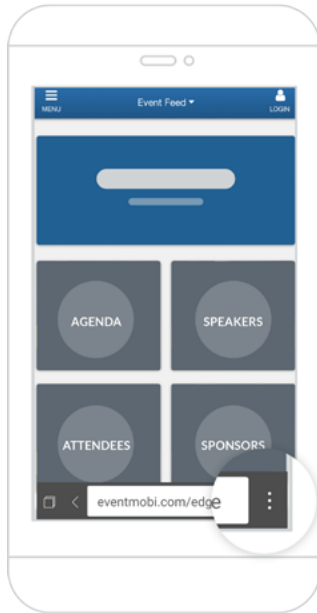 MENU Event Feed LOGIN
AGENDA SPEAKERS
ATTENDEES SPONSORS
eventmobi.com/edge